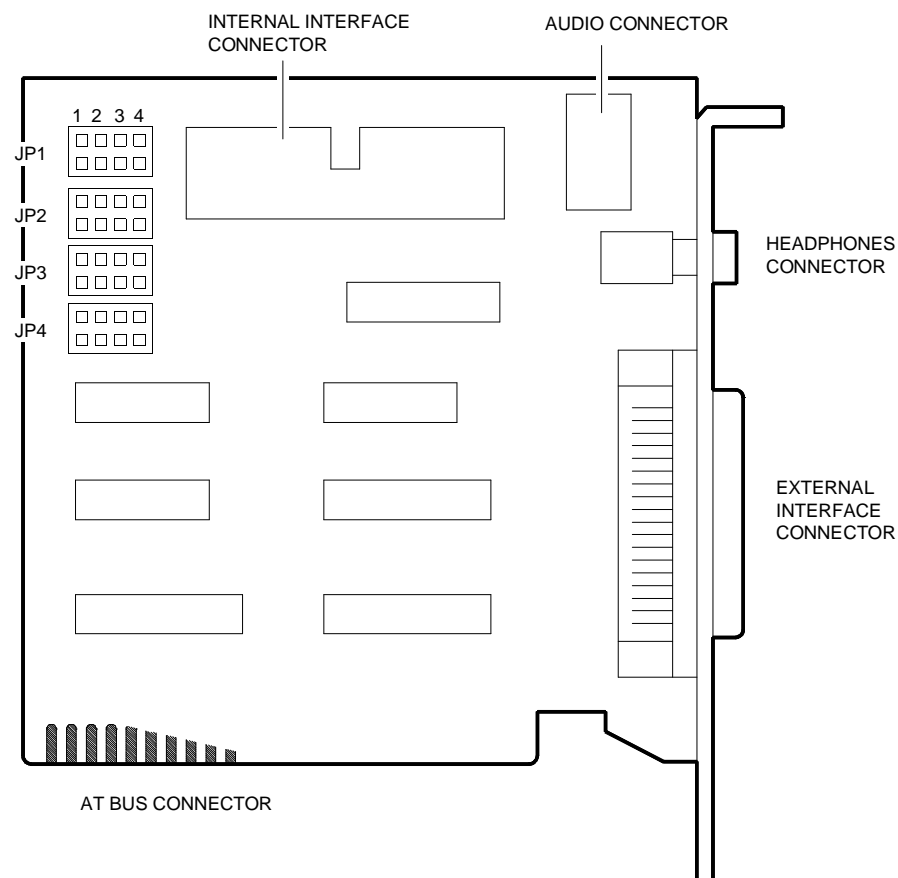 INTERNAL INTERFACE
CONNECTOR
AUDIO CONNECTOR
1 2 3 4
JP1
JP2
JP3
JP4
HEADPHONES
CONNECTOR
EXTERNAL
INTERFACE
CONNECTOR
AT BUS CONNECTOR